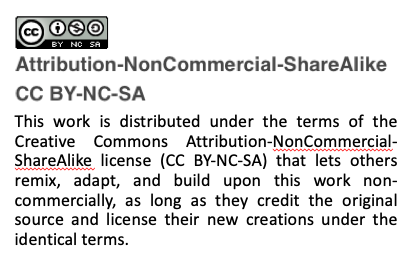 cc
BY NC SA
Attribution-NonCommercial-ShareAlike
CC BY-NC-SA
This work is distributed under the terms of the
Creative Commons Attribution-NonCommercial-
ShareAlike license (CC BY-NC-SA) that lets others
remix, adapt, and build upon this work non-
commercially, as long as they credit the original
source and license their new creations under the
identical terms.